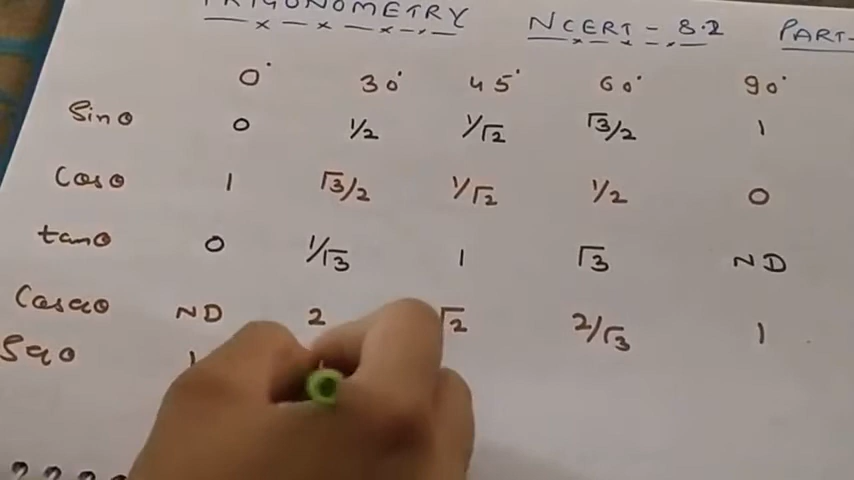 TRIGONOMETRY NCERT - 8.2 PART-
0° 30° 45° 60° 90°
Sinθ 0 1/2 1/√2 √3/2 1
Cosθ 1 √3/2 1/√2 1/2 0
tanθ 0 1/√3 1 √3 ND
Cosecθ ND 2 √2 2/√3 1
Secθ 1